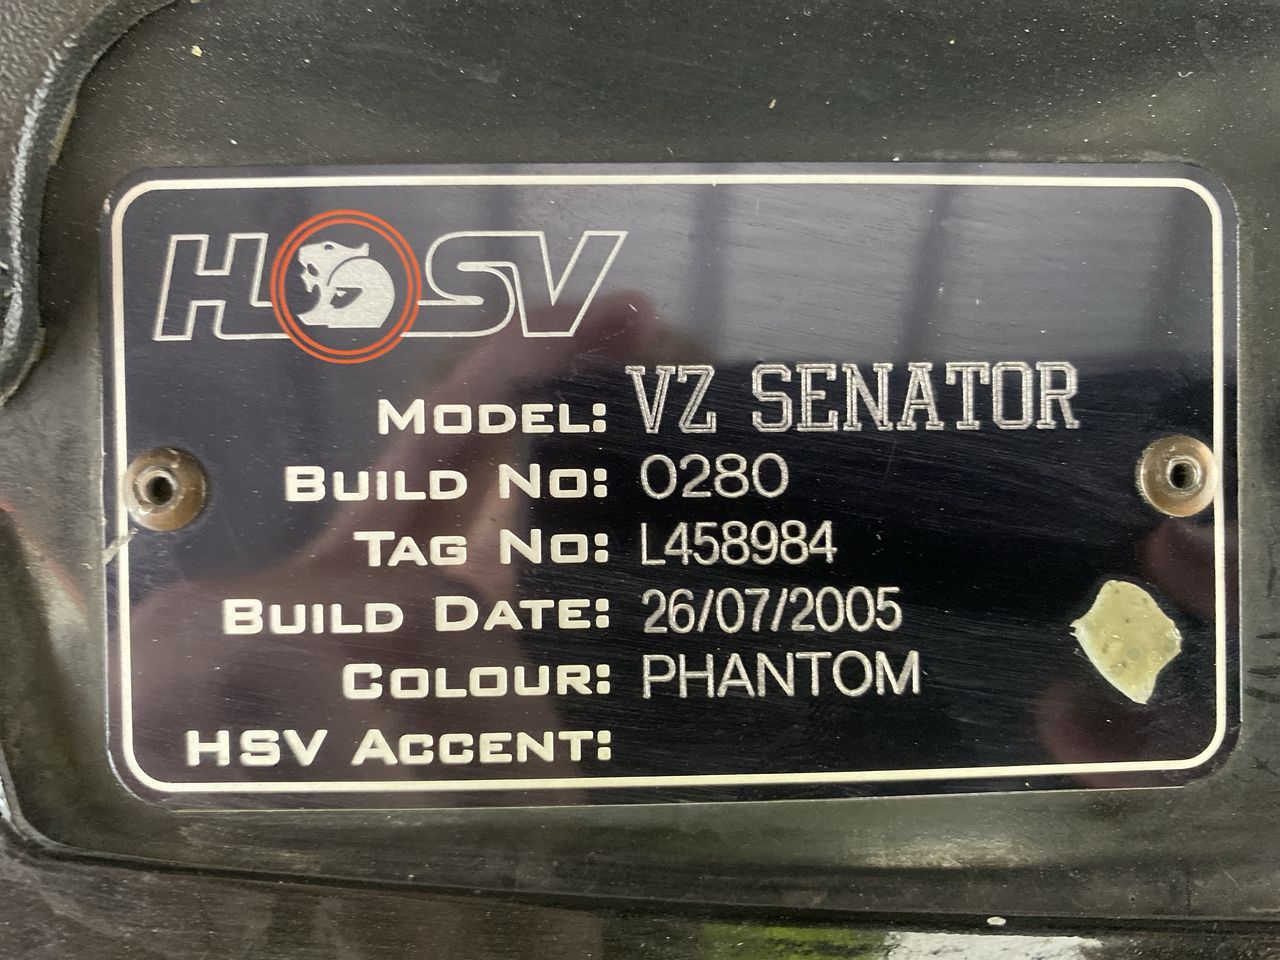 HSV
MODEL: VZ SENATOR
BUILD NO: 0280
TAG NO: L458984
BUILD DATE: 26/07/2005
COLOUR: PHANTOM
HSV ACCENT: